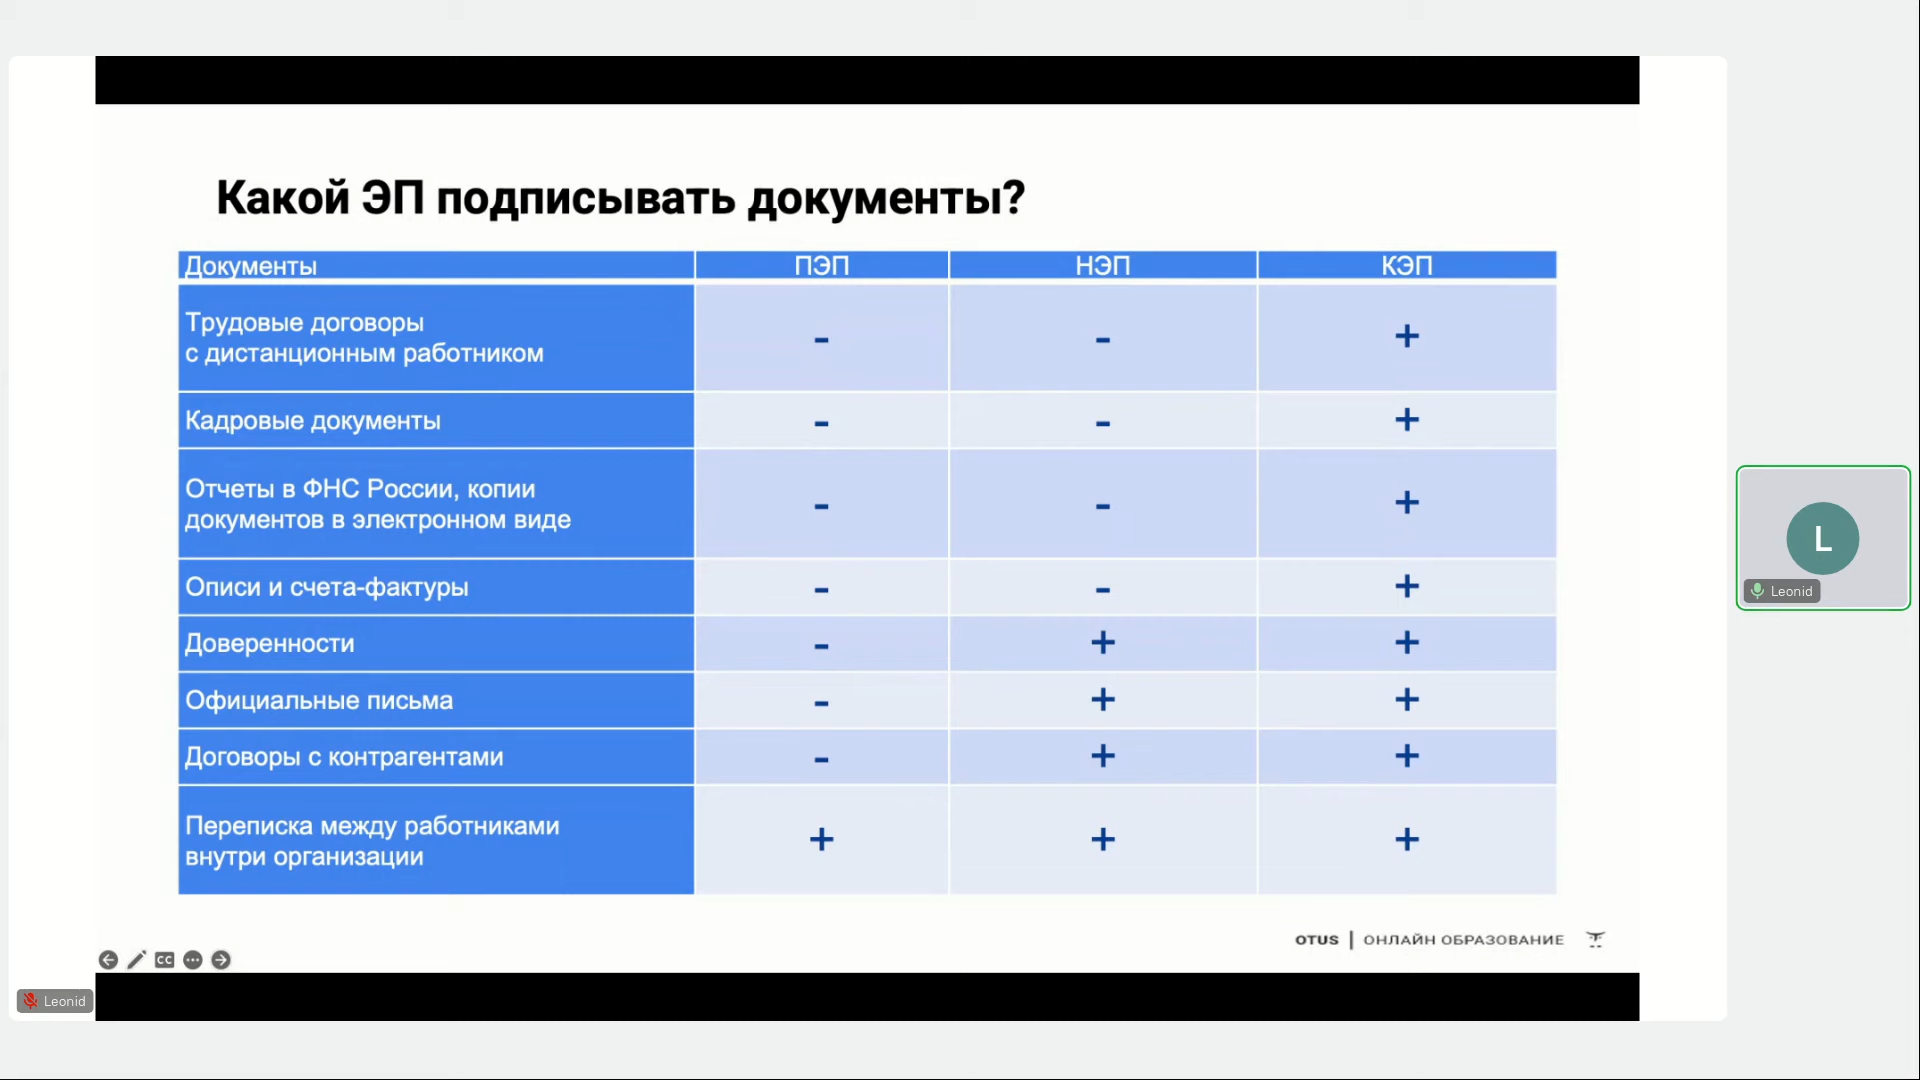 Какой ЭП подписывать документы?
Документы ПЭП НЭП КЭП
Трудовые договоры
с дистанционным работником - - +
Кадровые документы - - +
Отчеты в ФНС России, копии
документов в электронном виде - - +
Описи и счета-фактуры - - +
Доверенности - + +
Официальные письма - + +
Договоры с контрагентами - + +
Переписка между работниками
внутри организации + + +
OTUS | ОНЛАЙН ОБРАЗОВАНИЕ
CC
Leonid
L
Leonid